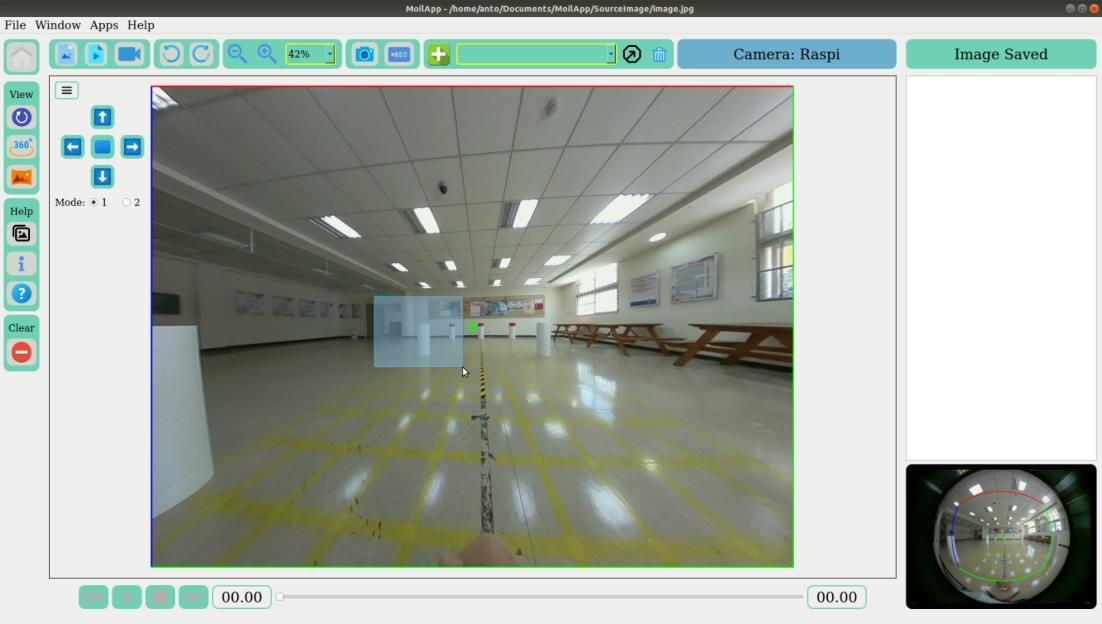 MoilApp - /home/anto/Documents/MoilApp/SourceImage/image.jpg
File Window Apps Help
42%
REC
Camera: Raspi
Image Saved
View
360°
Mode: 1 2
Help
Clear
00.00
00.00